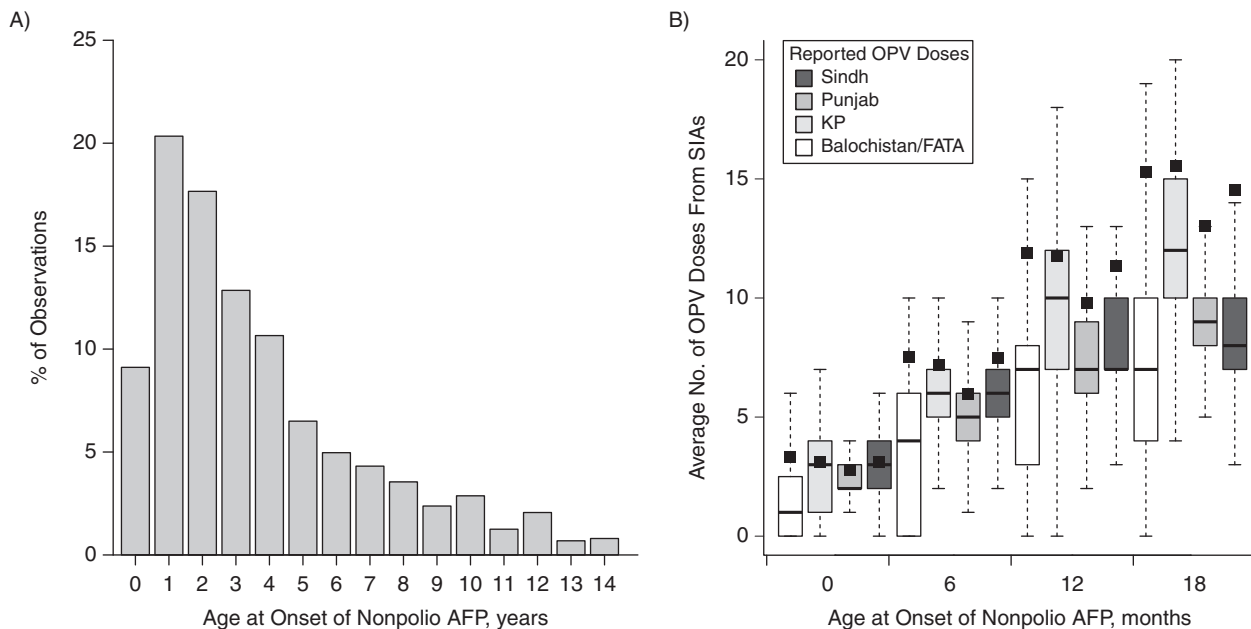 A)
25
20
15
10
5
0
% of Observations
0 1 2 3 4 5 6 7 8 9 10 11 12 13 14
Age at Onset of Nonpolio AFP, years
B)
20
15
10
5
0
Average No. of OPV Doses From SIAs
Reported OPV Doses
Sindh
Punjab
KP
Balochistan/FATA
0 6 12 18
Age at Onset of Nonpolio AFP, months